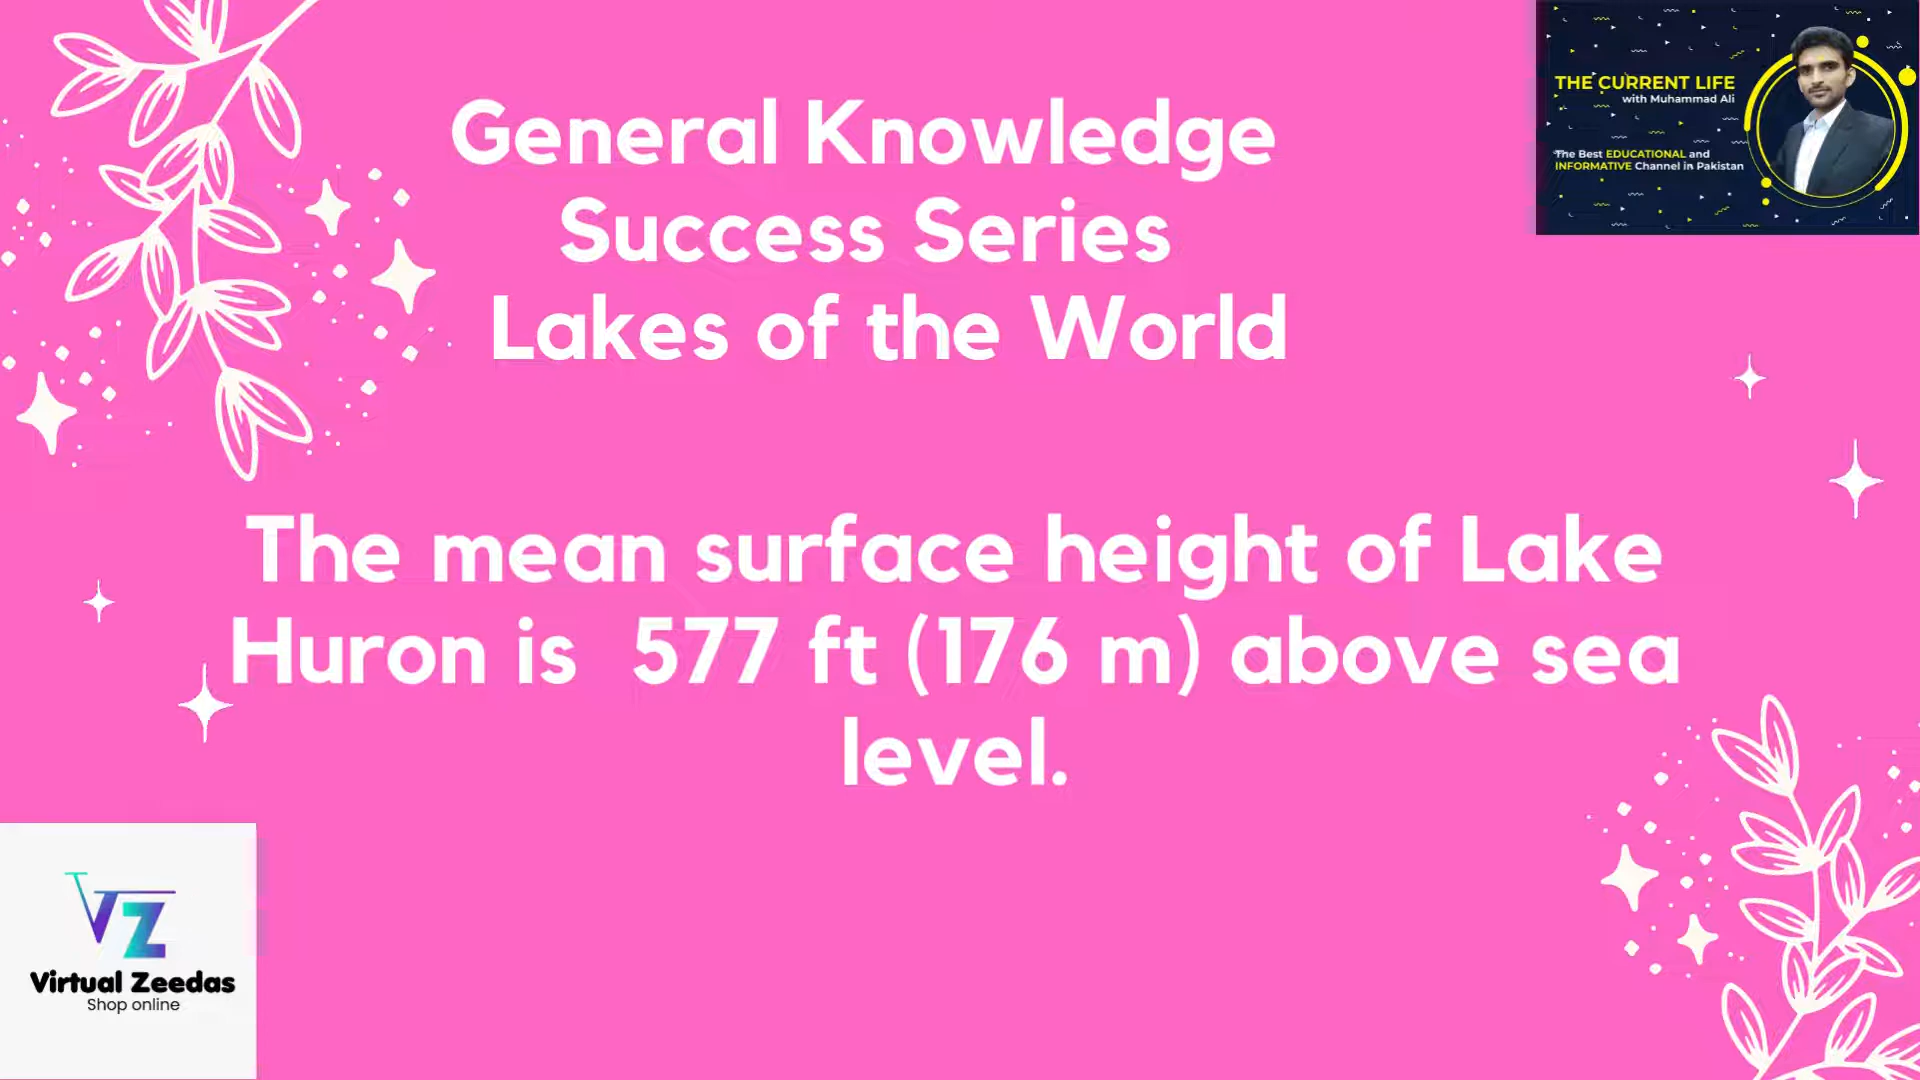 General Knowledge
Success Series
Lakes of the World
THE CURRENT LIFE
with Muhammad Ali
The Best EDUCATIONAL and
INFORMATIVE Channel in Pakistan
The mean surface height of Lake
Huron is 577 ft (176 m) above sea
level.
VZ
Virtual Zeedas
Shop online